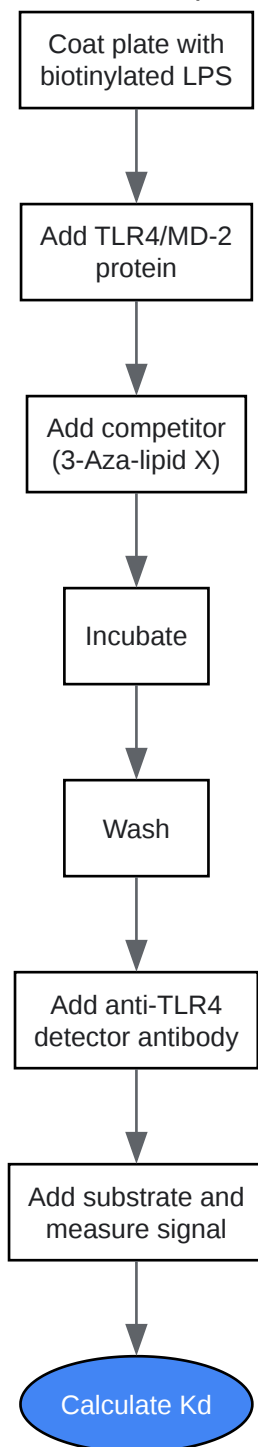 Coat plate with
biotinylated LPS
Add TLR4/MD-2
protein
Add competitor
(3-Aza-lipid X)
Incubate
Wash
Add anti-TLR4
detector antibody
Add substrate and
measure signal
Calculate Kd